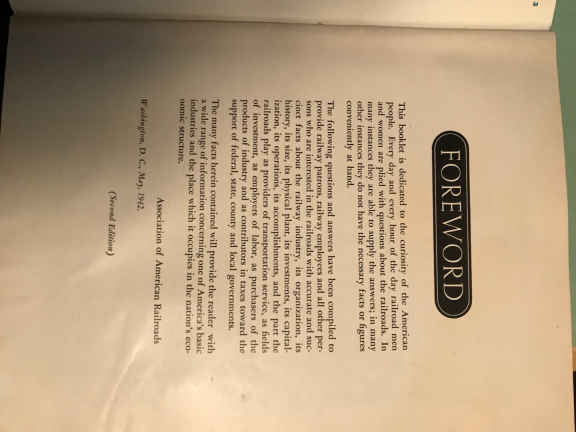 FOREWORD
This booklet is dedicated to the curiosity of the American
people. Every day and every hour of the day railroad men
and women are plied with questions about the railroads. In
many instances they are able to supply the answers; in many
other instances they do not have the necessary facts or figures
conveniently at hand.
The following questions and answers have been compiled to
provide railway patrons, railway employees and all other per-
sons who are interested in the railroads with accurate and suc-
cinct facts about the railway industry, its organization, its
history, its size, its physical plant, its investments, its capital-
ization, its operations, its accomplishments, and the part the
railroads play as providers of transportation service, as fields
of investment, as employers of labor, as purchasers of the
products of industry and as contributors in taxes toward the
support of federal, state, county and local governments.
The many facts herein contained will provide the reader with
a wide range of information concerning one of America's basic
industries and the place which it occupies in the nation's eco-
nomic structure.
Association of American Railroads
Washington, D. C., May, 1942.
(Second Edition)